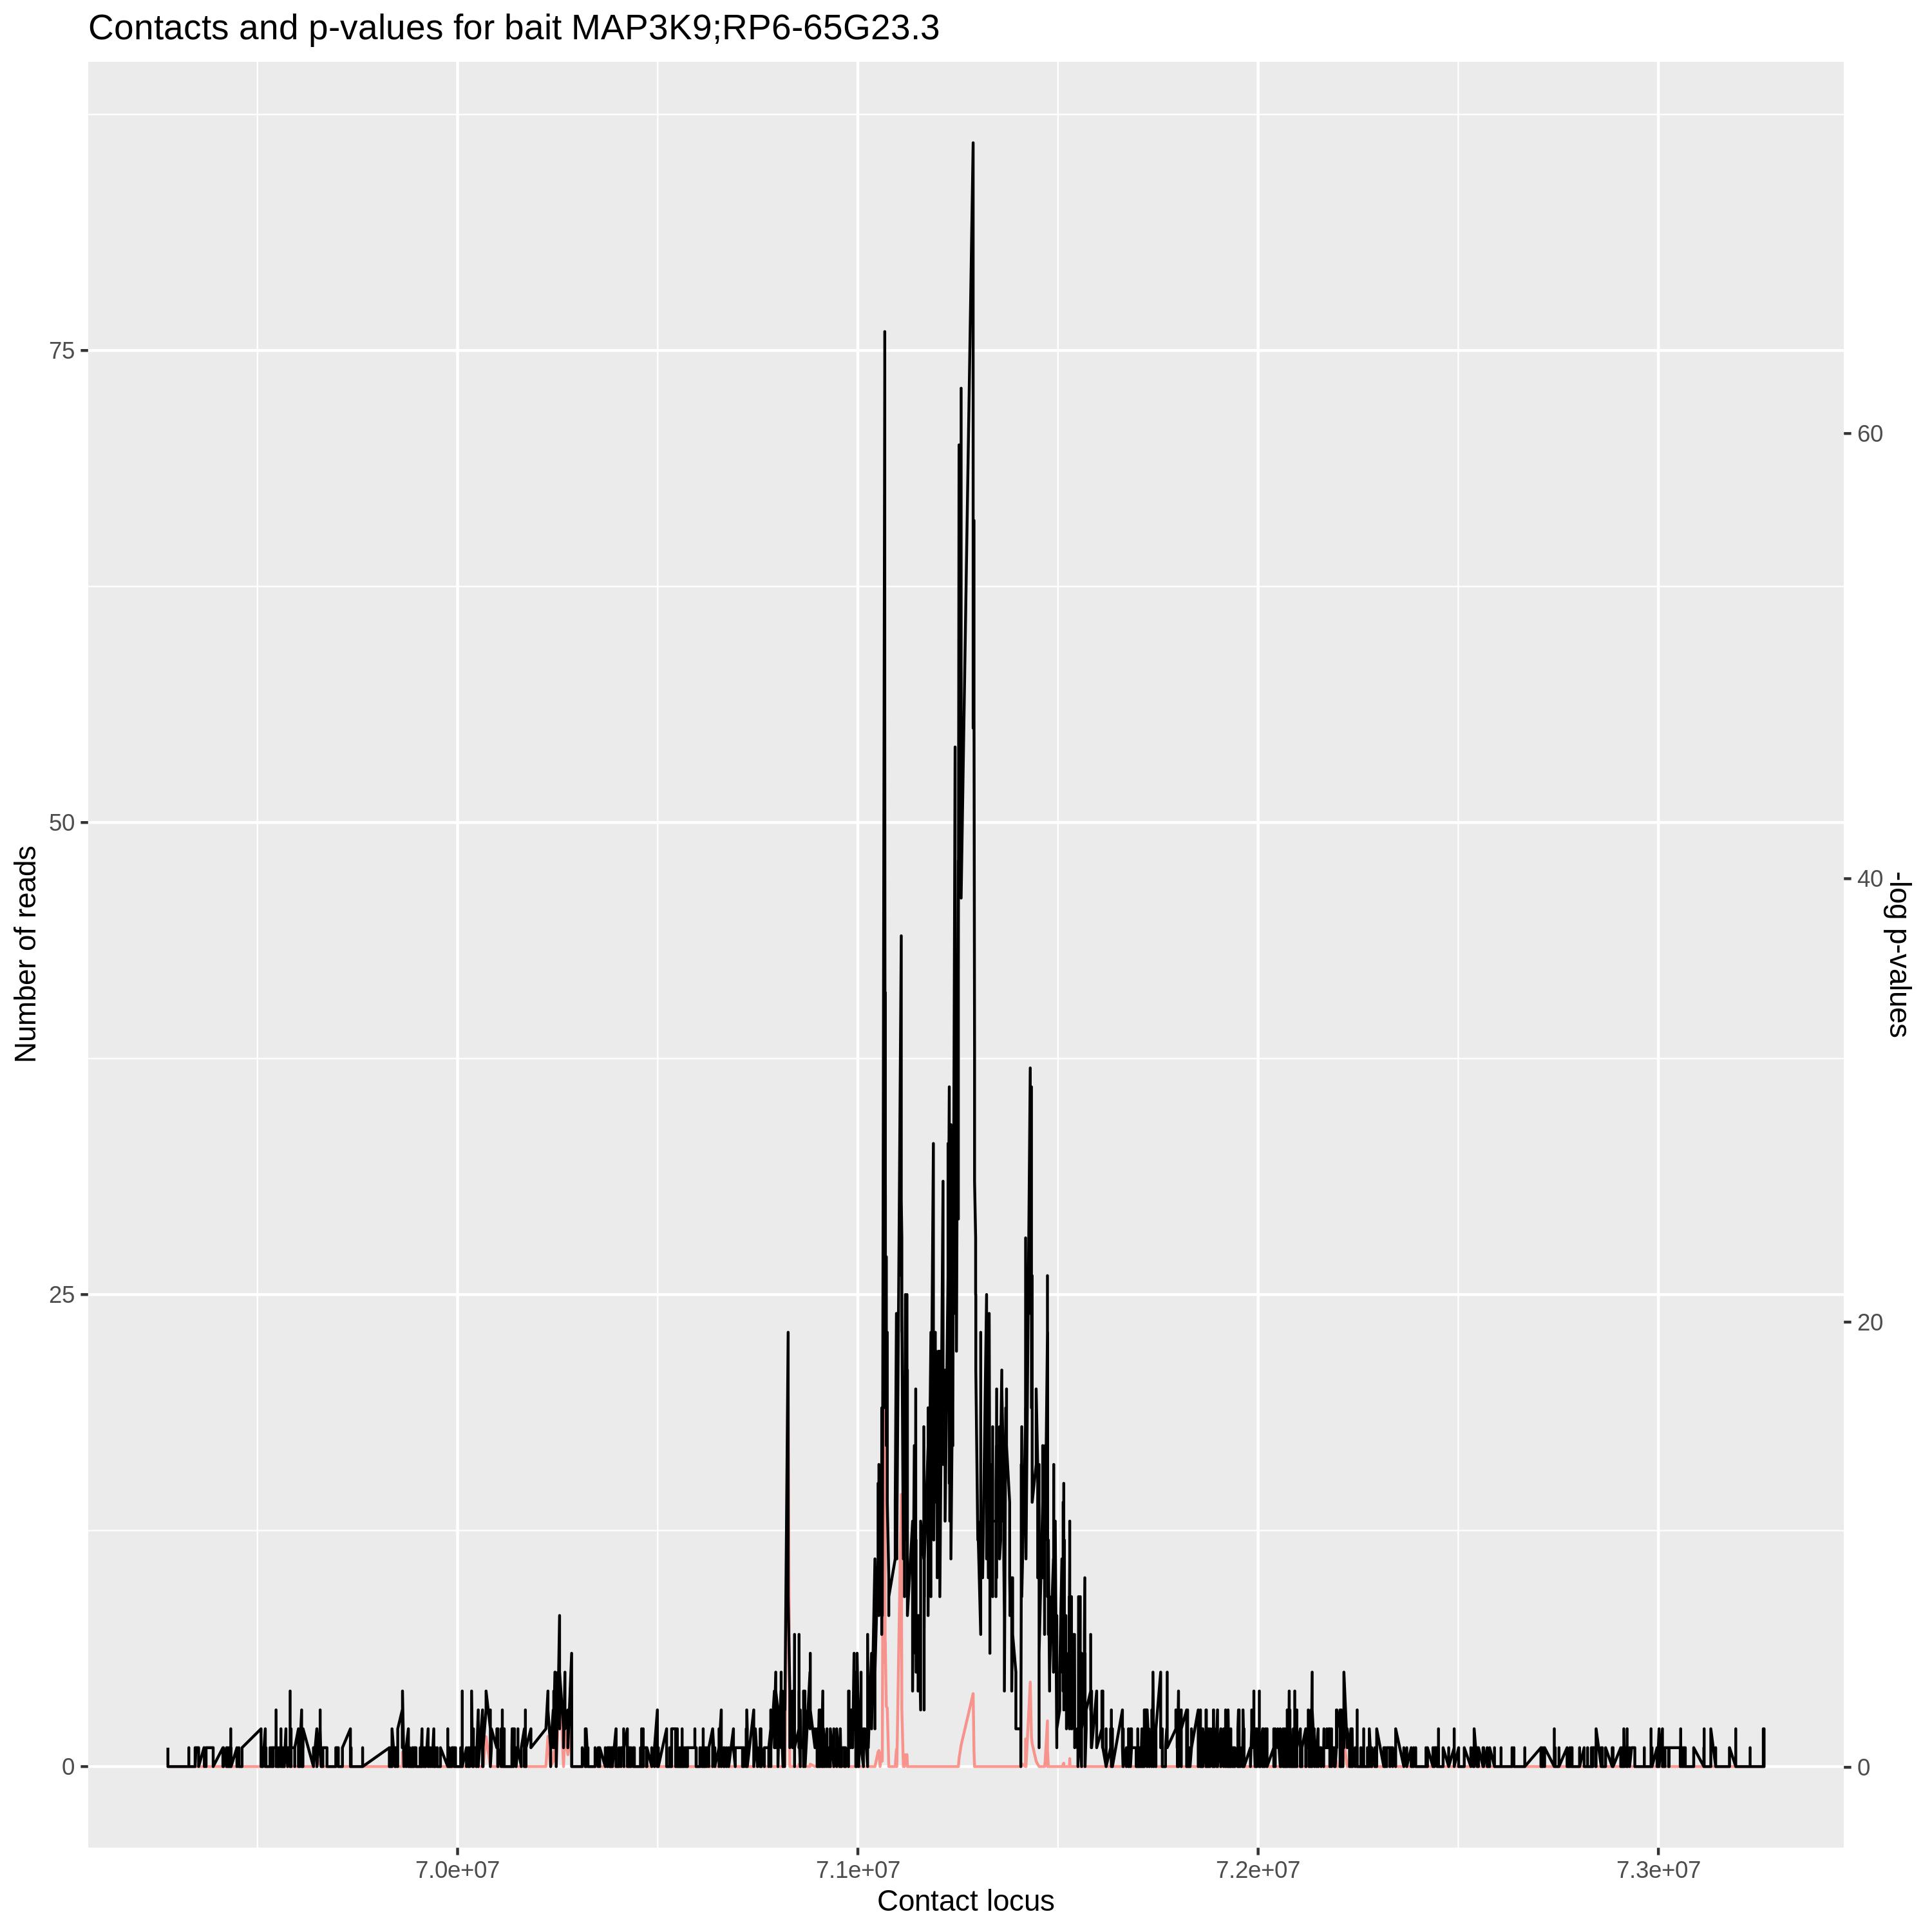 Contacts and p-values for bait MAP3K9;RP6-65G23.3
Number of reads
75
50
25
0
60
40
20
0
-log p-values
7.0e+07
7.1e+07
7.2e+07
7.3e+07
Contact locus